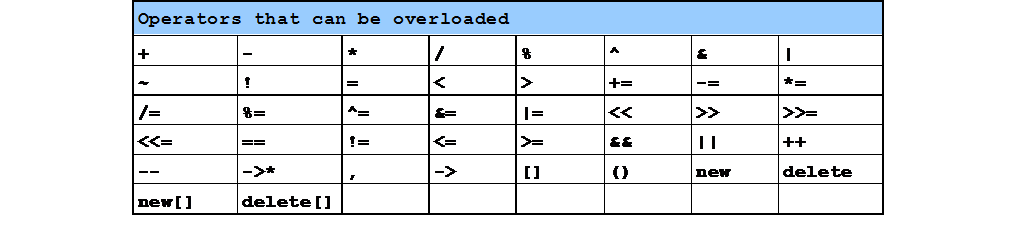 Operators that can be overloaded
+ - * / % ^ & |
~ ! = < > += -= *=
/= %= ^= &= |= << >> >>=
<<= == != <= >= && || ++
-- ->* , -> [] () new delete
new[] delete[]